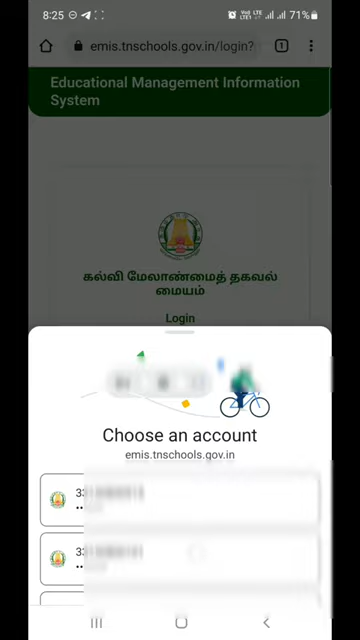 8:25
71%
emis.tnschools.gov.in/login?
1
Educational Management Information
System
கல்வி மேலாண்மைத் தகவல்
மையம்
Login
Choose an account
emis.tnschools.gov.in